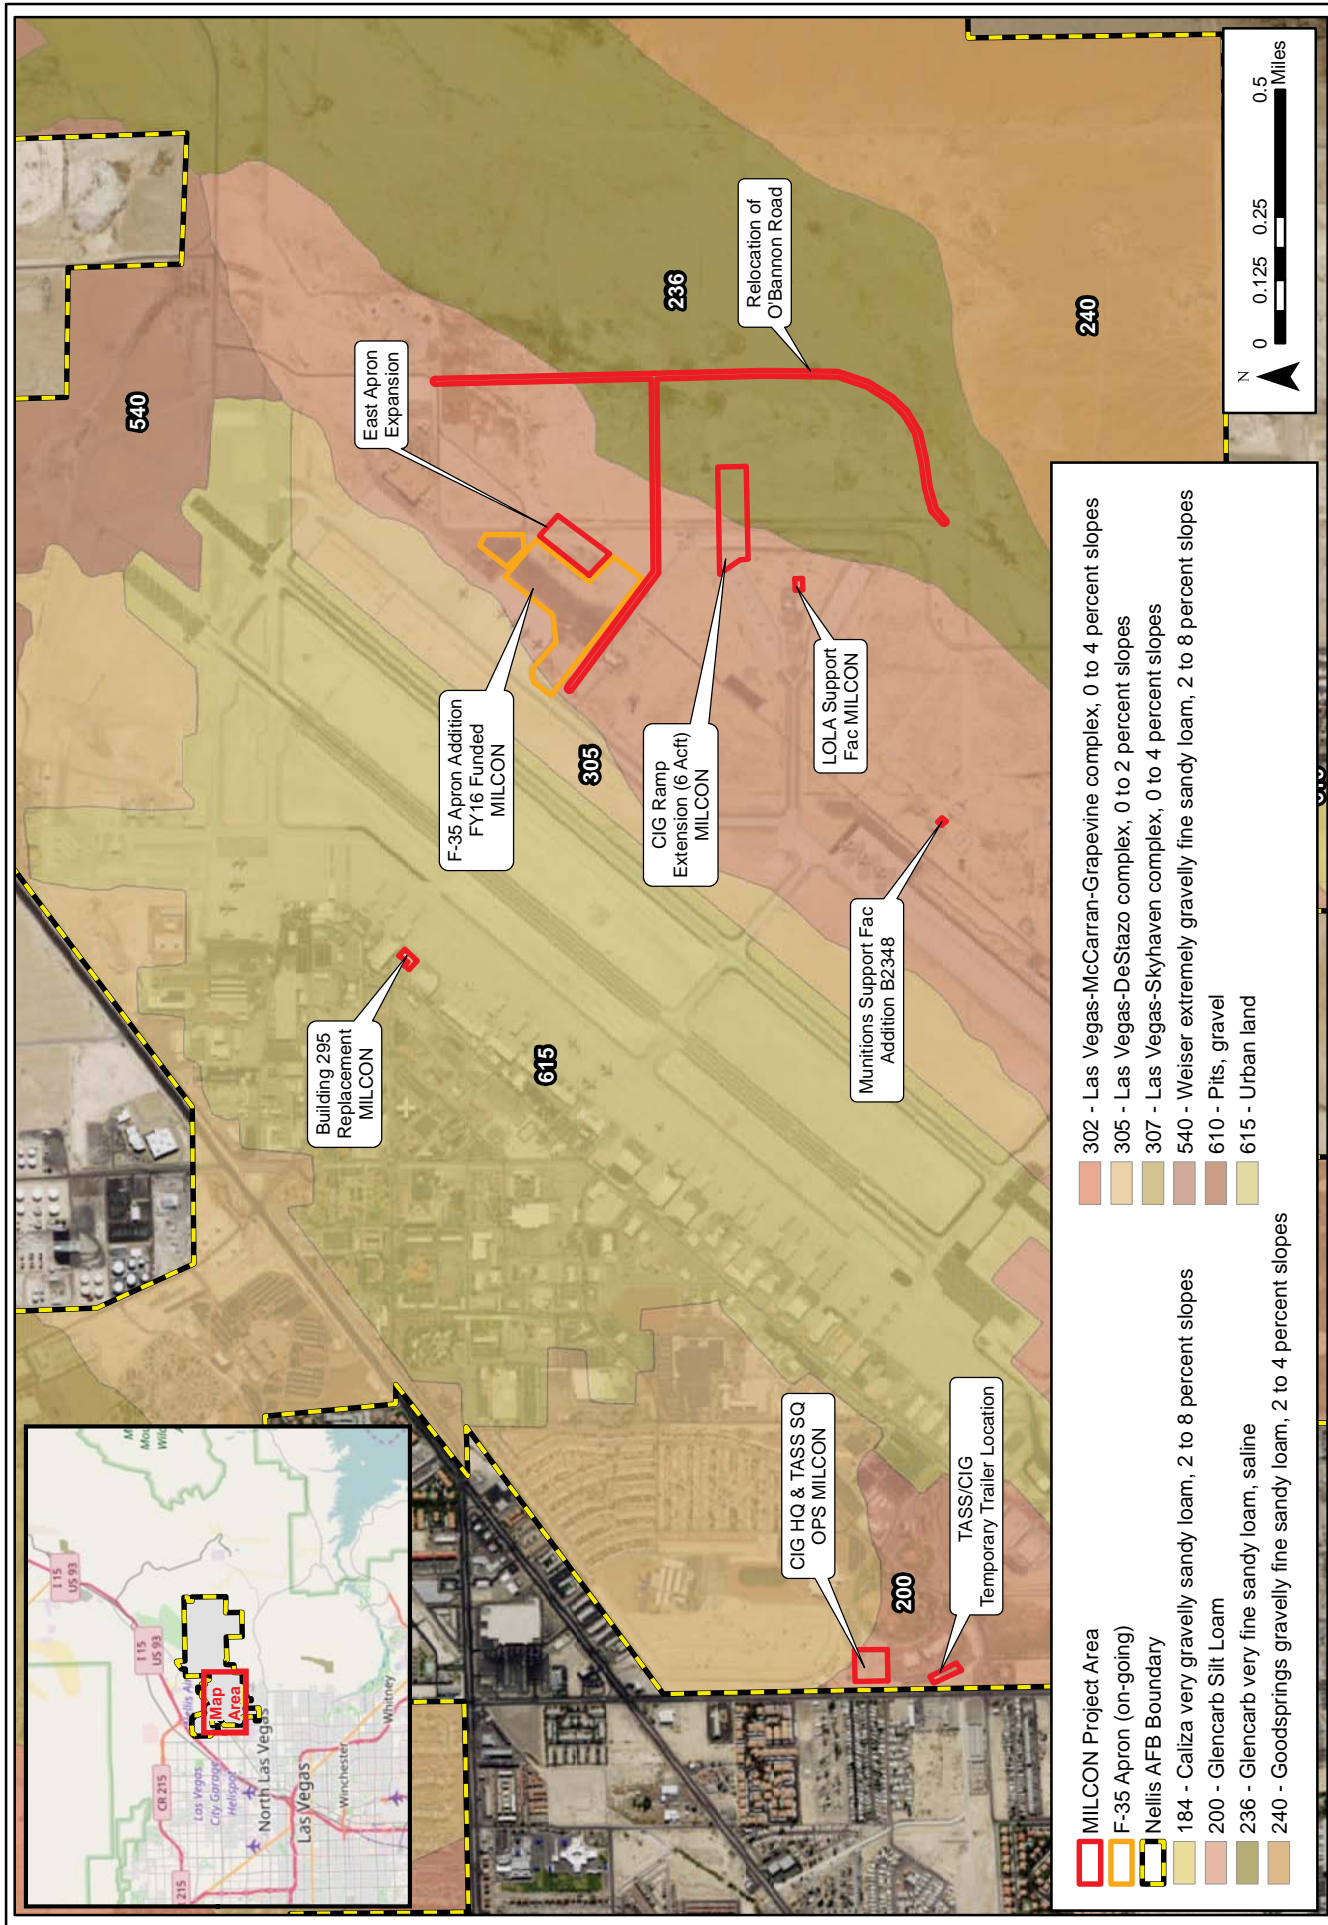 I 15
US 93
I 15
US 93
CR 215
215
Las Vegas
City Garage
Heliport
Map
Area
North Las Vegas
Las Vegas
Winchester
Whitney
540
236
240
305
615
200
East Apron
Expansion
Relocation of
O'Bannon Road
F-35 Apron Addition
FY16 Funded
MILCON
CIG Ramp
Extension (6 Acft)
MILCON
LOLA Support
Fac MILCON
Building 295
Replacement
MILCON
Munitions Support Fac
Addition B2348
CIG HQ & TASS SQ
OPS MILCON
TASS/CIG
Temporary Trailer Location
MILCON Project Area
F-35 Apron (on-going)
Nellis AFB Boundary
184 - Caliza very gravelly sandy loam, 2 to 8 percent slopes
200 - Glencarb Silt Loam
236 - Glencarb very fine sandy loam, saline
240 - Goodsprings gravelly fine sandy loam, 2 to 4 percent slopes
302 - Las Vegas-McCarran-Grapevine complex, 0 to 4 percent slopes
305 - Las Vegas-DeStazo complex, 0 to 2 percent slopes
307 - Las Vegas-Skyhaven complex, 0 to 4 percent slopes
540 - Weiser extremely gravelly fine sandy loam, 2 to 8 percent slopes
610 - Pits, gravel
615 - Urban land
N
0 0.125 0.25 0.5
Miles